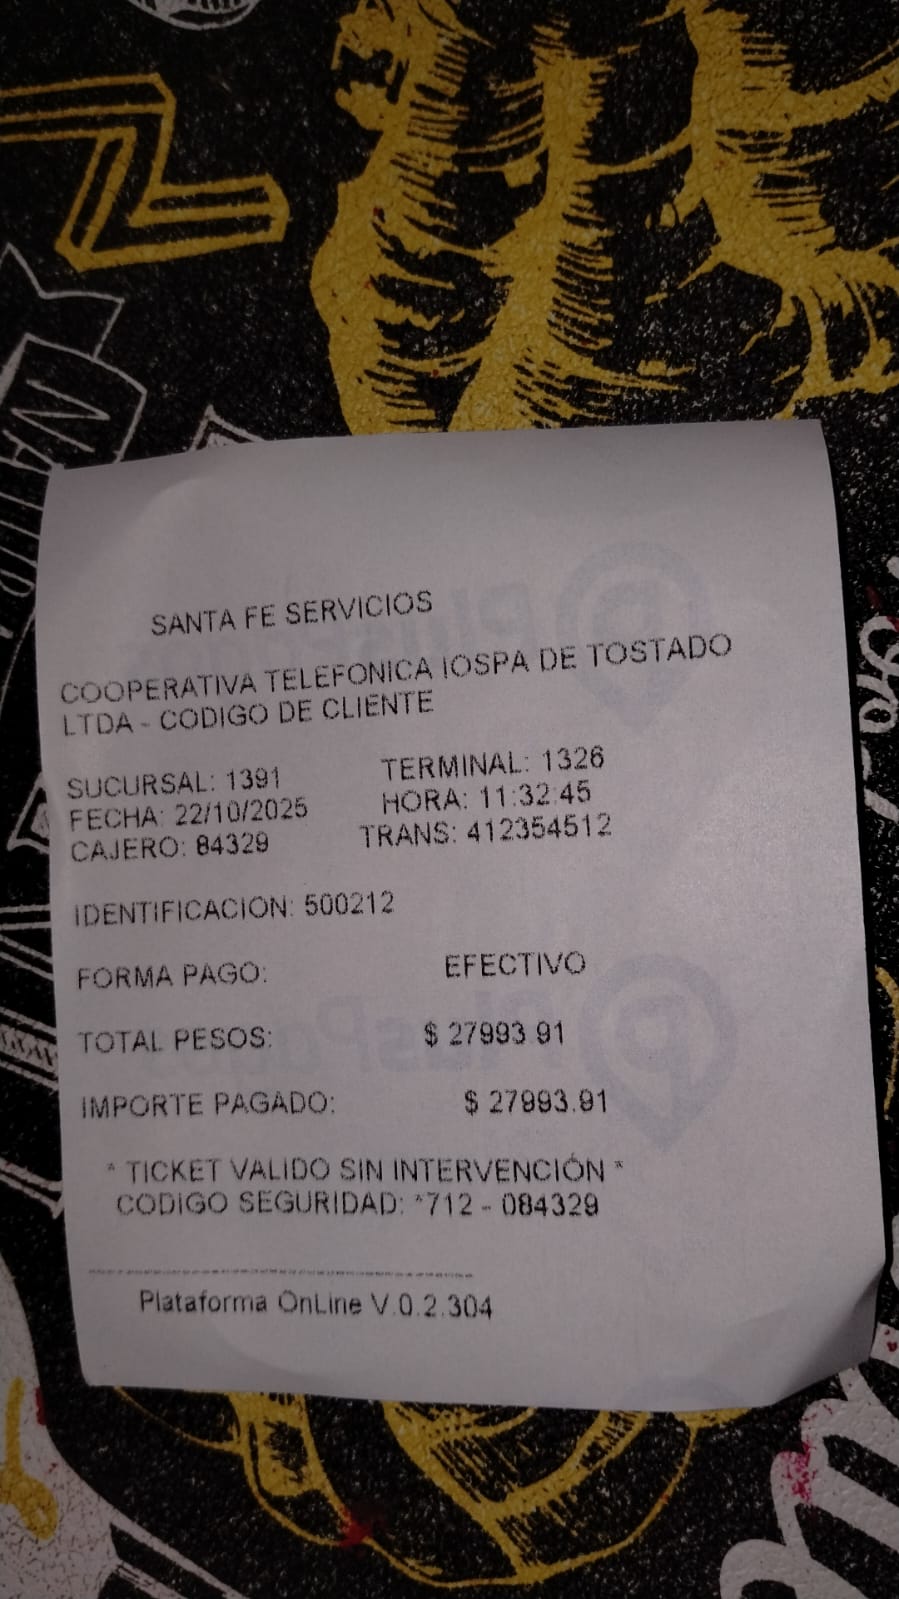 SANTA FE SERVICIOS
COOPERATIVA TELEFONICA IOSPA DE TOSTADO
LTDA - CODIGO DE CLIENTE
SUCURSAL: 1391 TERMINAL: 1326
FECHA: 22/10/2025 HORA: 11:32:45
CAJERO: 84329 TRANS: 412354512
IDENTIFICACION: 500212
FORMA PAGO: EFECTIVO
TOTAL PESOS: $ 27993.91
IMPORTE PAGADO: $ 27993.91
* TICKET VALIDO SIN INTERVENCIÓN *
CODIGO SEGURIDAD: *712 - 084329
Plataforma OnLine V.0.2.304